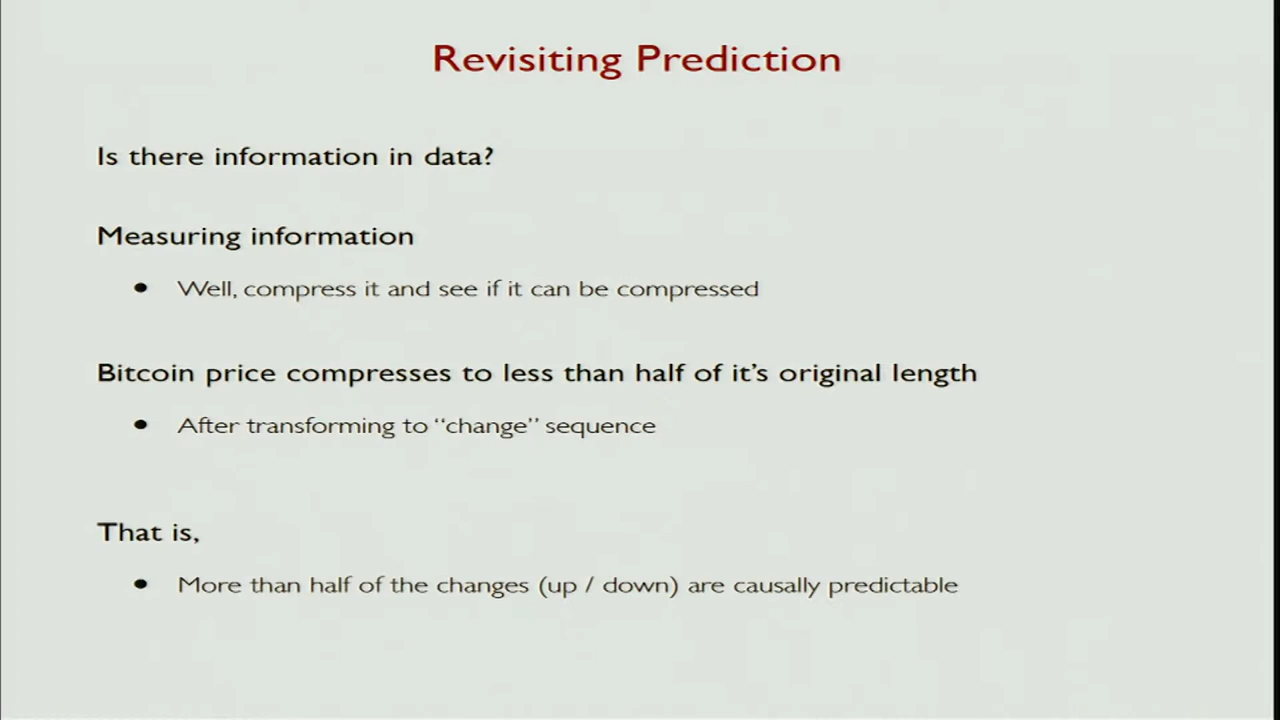 Revisiting Prediction
Is there information in data?
Measuring information
• Well, compress it and see if it can be compressed
Bitcoin price compresses to less than half of it’s original length
• After transforming to “change” sequence
That is,
• More than half of the changes (up / down) are causally predictable